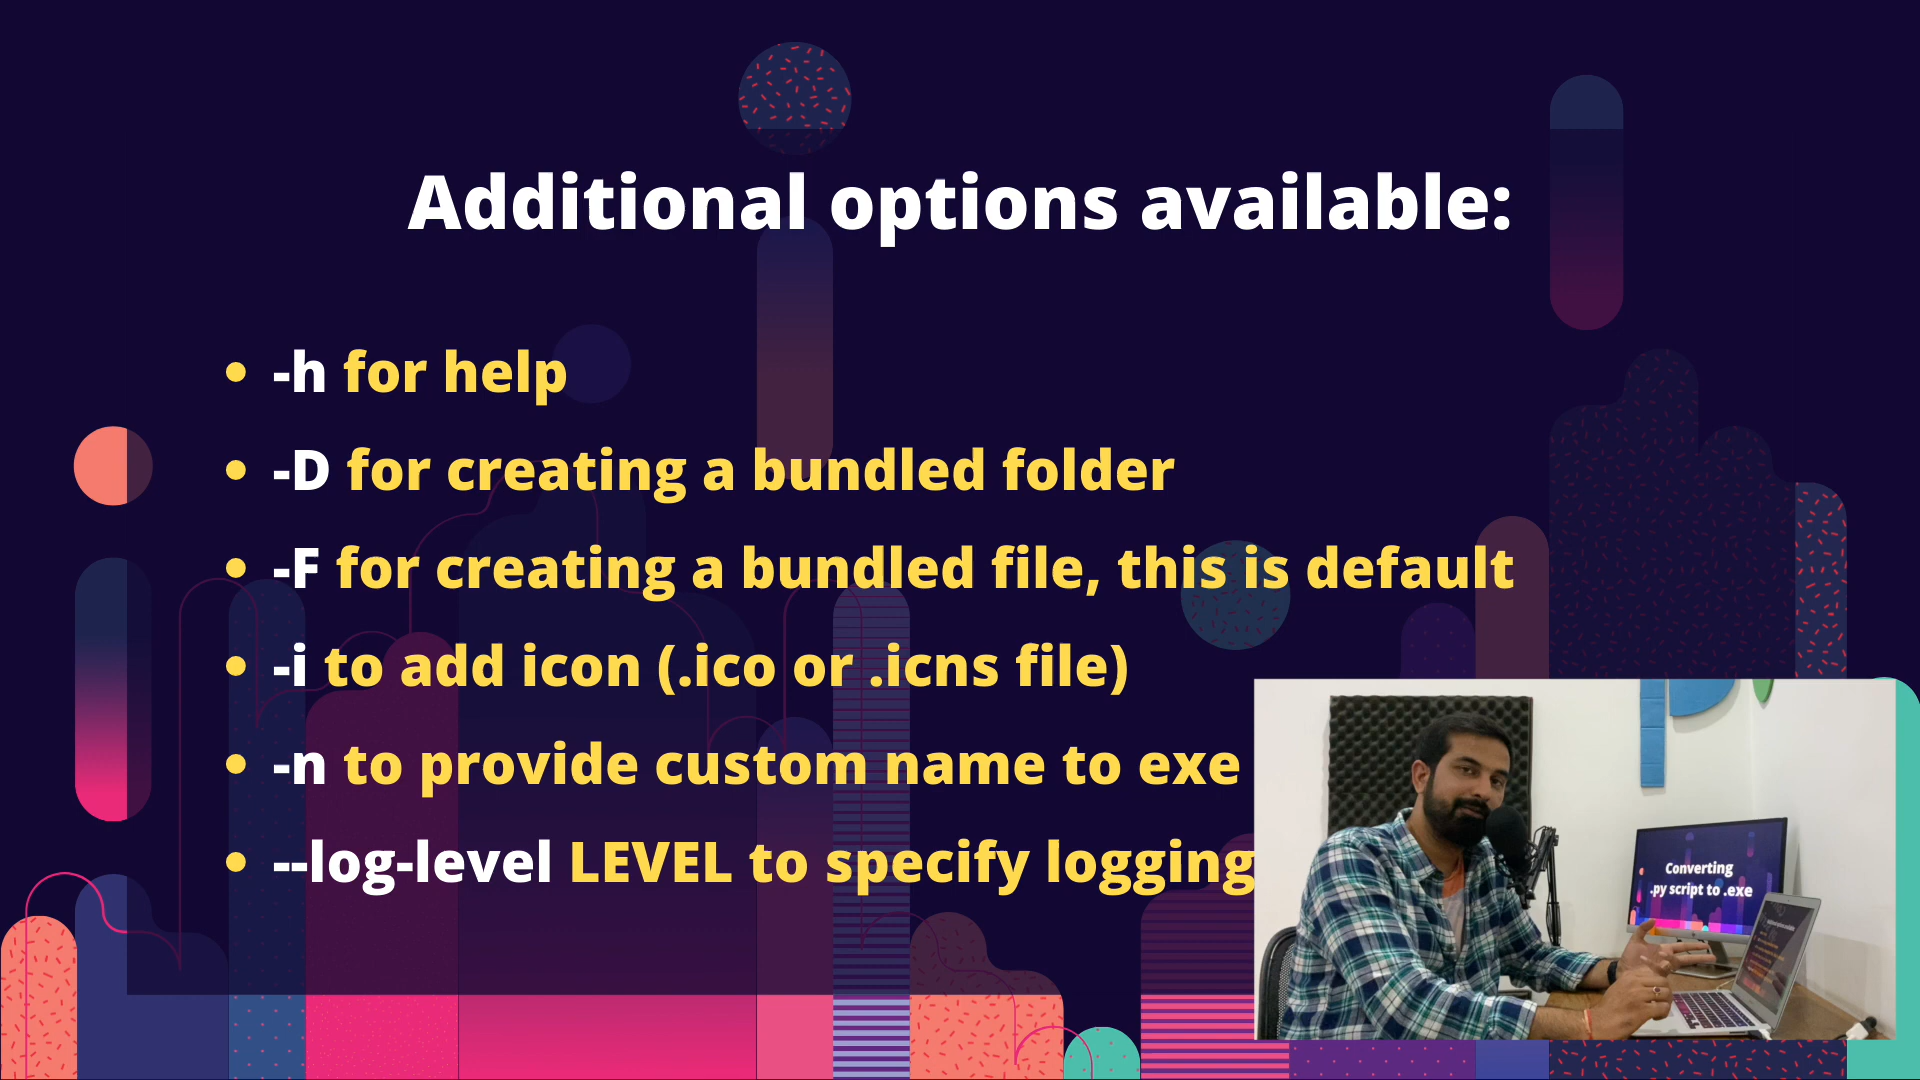 Additional options available:
-h for help
-D for creating a bundled folder
-F for creating a bundled file, this is default
-i to add icon (.ico or .icns file)
-n to provide custom name to exe
--log-level LEVEL to specify logging
Converting
.py script to .exe